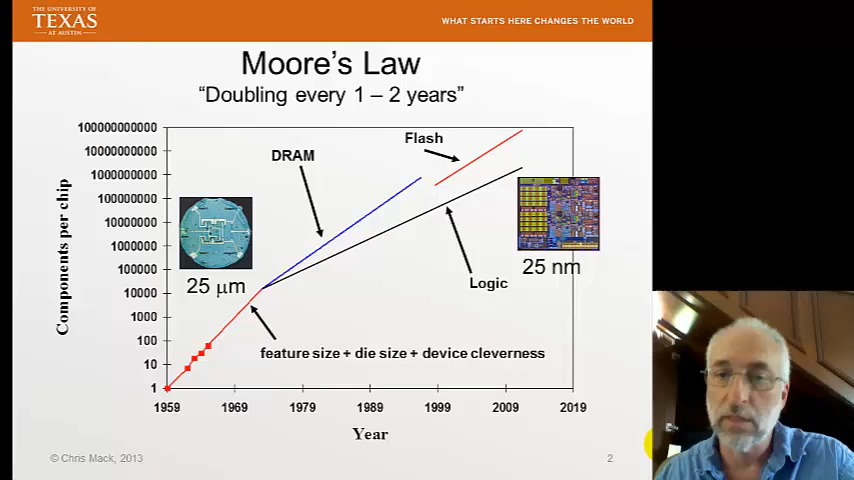 THE UNIVERSITY OF
TEXAS
AT AUSTIN
WHAT STARTS HERE CHANGES THE WORLD
Moore's Law
“Doubling every 1 – 2 years”
Components per chip
100000000000
10000000000
1000000000
100000000
10000000
1000000
100000
10000
1000
100
10
1
DRAM
Flash
25 μm
25 nm
Logic
feature size + die size + device cleverness
1959
1969
1979
1989
1999
2009
2019
Year
© Chris Mack, 2013
2